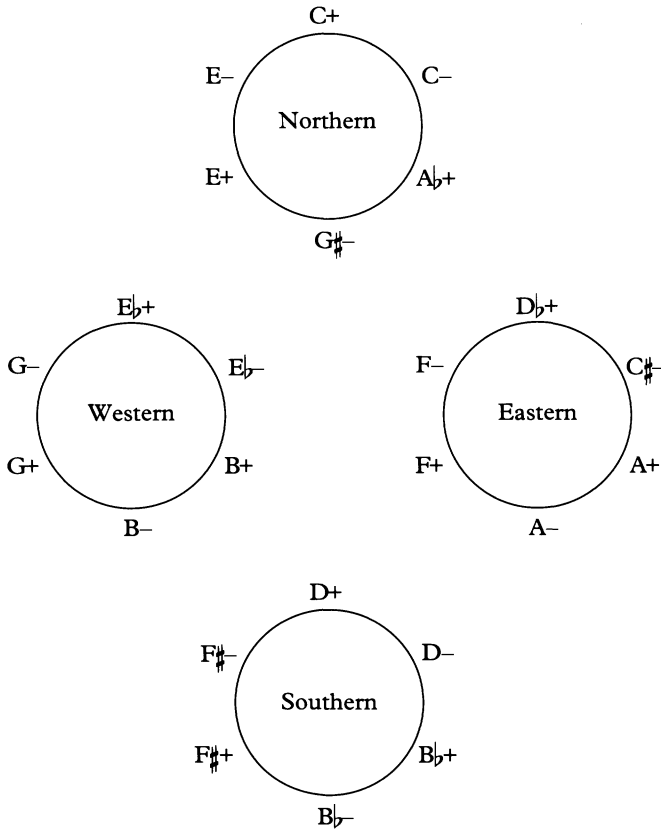 C+
E– C–
Northern
E+ A♭+
G♯–
E♭+
G– E♭–
Western
G+ B+
B–
D♭+
F– C♯–
Eastern
F+ A+
A–
D+
F♯– D–
Southern
F♯+ B♭+
B♭–